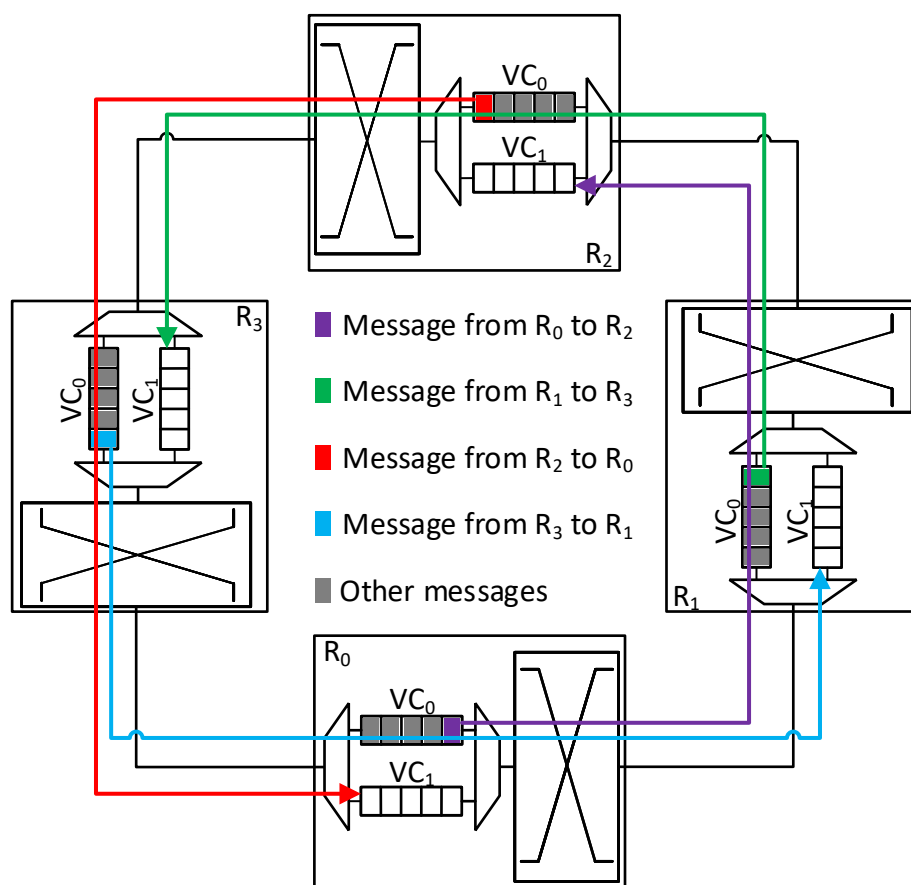 VC₀
VC₁
R₂
R₃
VC₀
VC₁
Message from R₀ to R₂
Message from R₁ to R₃
Message from R₂ to R₀
Message from R₃ to R₁
Other messages
VC₀
VC₁
R₁
R₀
VC₀
VC₁